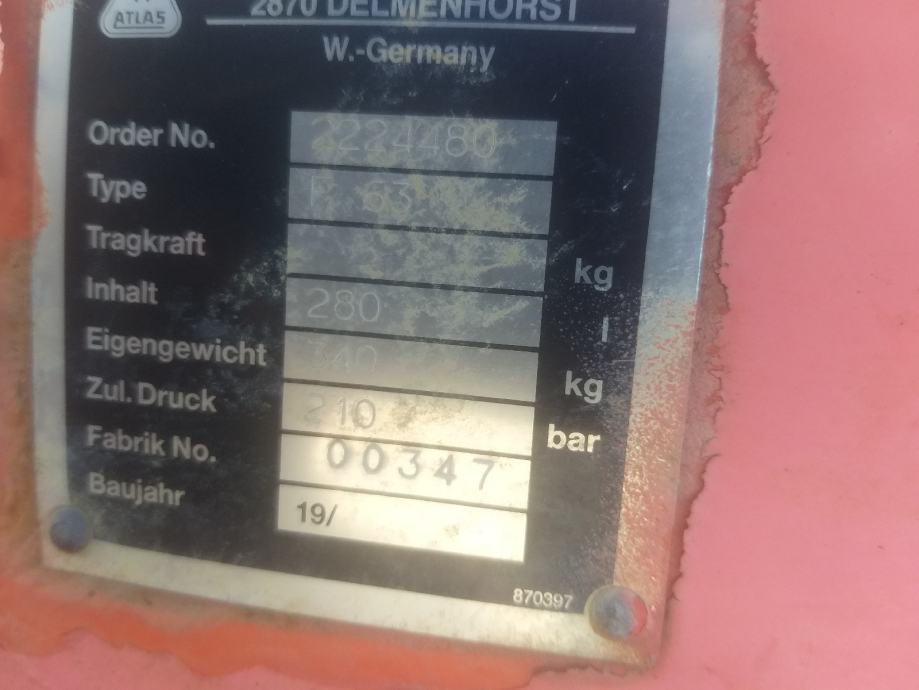 ATLAS
2870 DELMENHORST
W.-Germany
Order No. 2224480
Type F 63
Tragkraft kg
Inhalt 280 l
Eigengewicht 340 kg
Zul. Druck 210 bar
Fabrik No. 00347
Baujahr 19/
870397